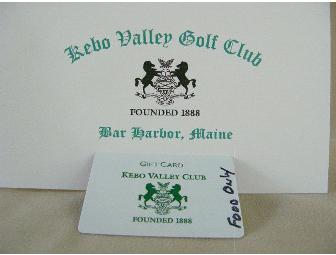 Kebo Valley Golf Club
FOUNDED 1888
Bar Harbor, Maine
GIFT CARD
KEBO VALLEY CLUB
FOUNDED 1888
FOOD ONLY